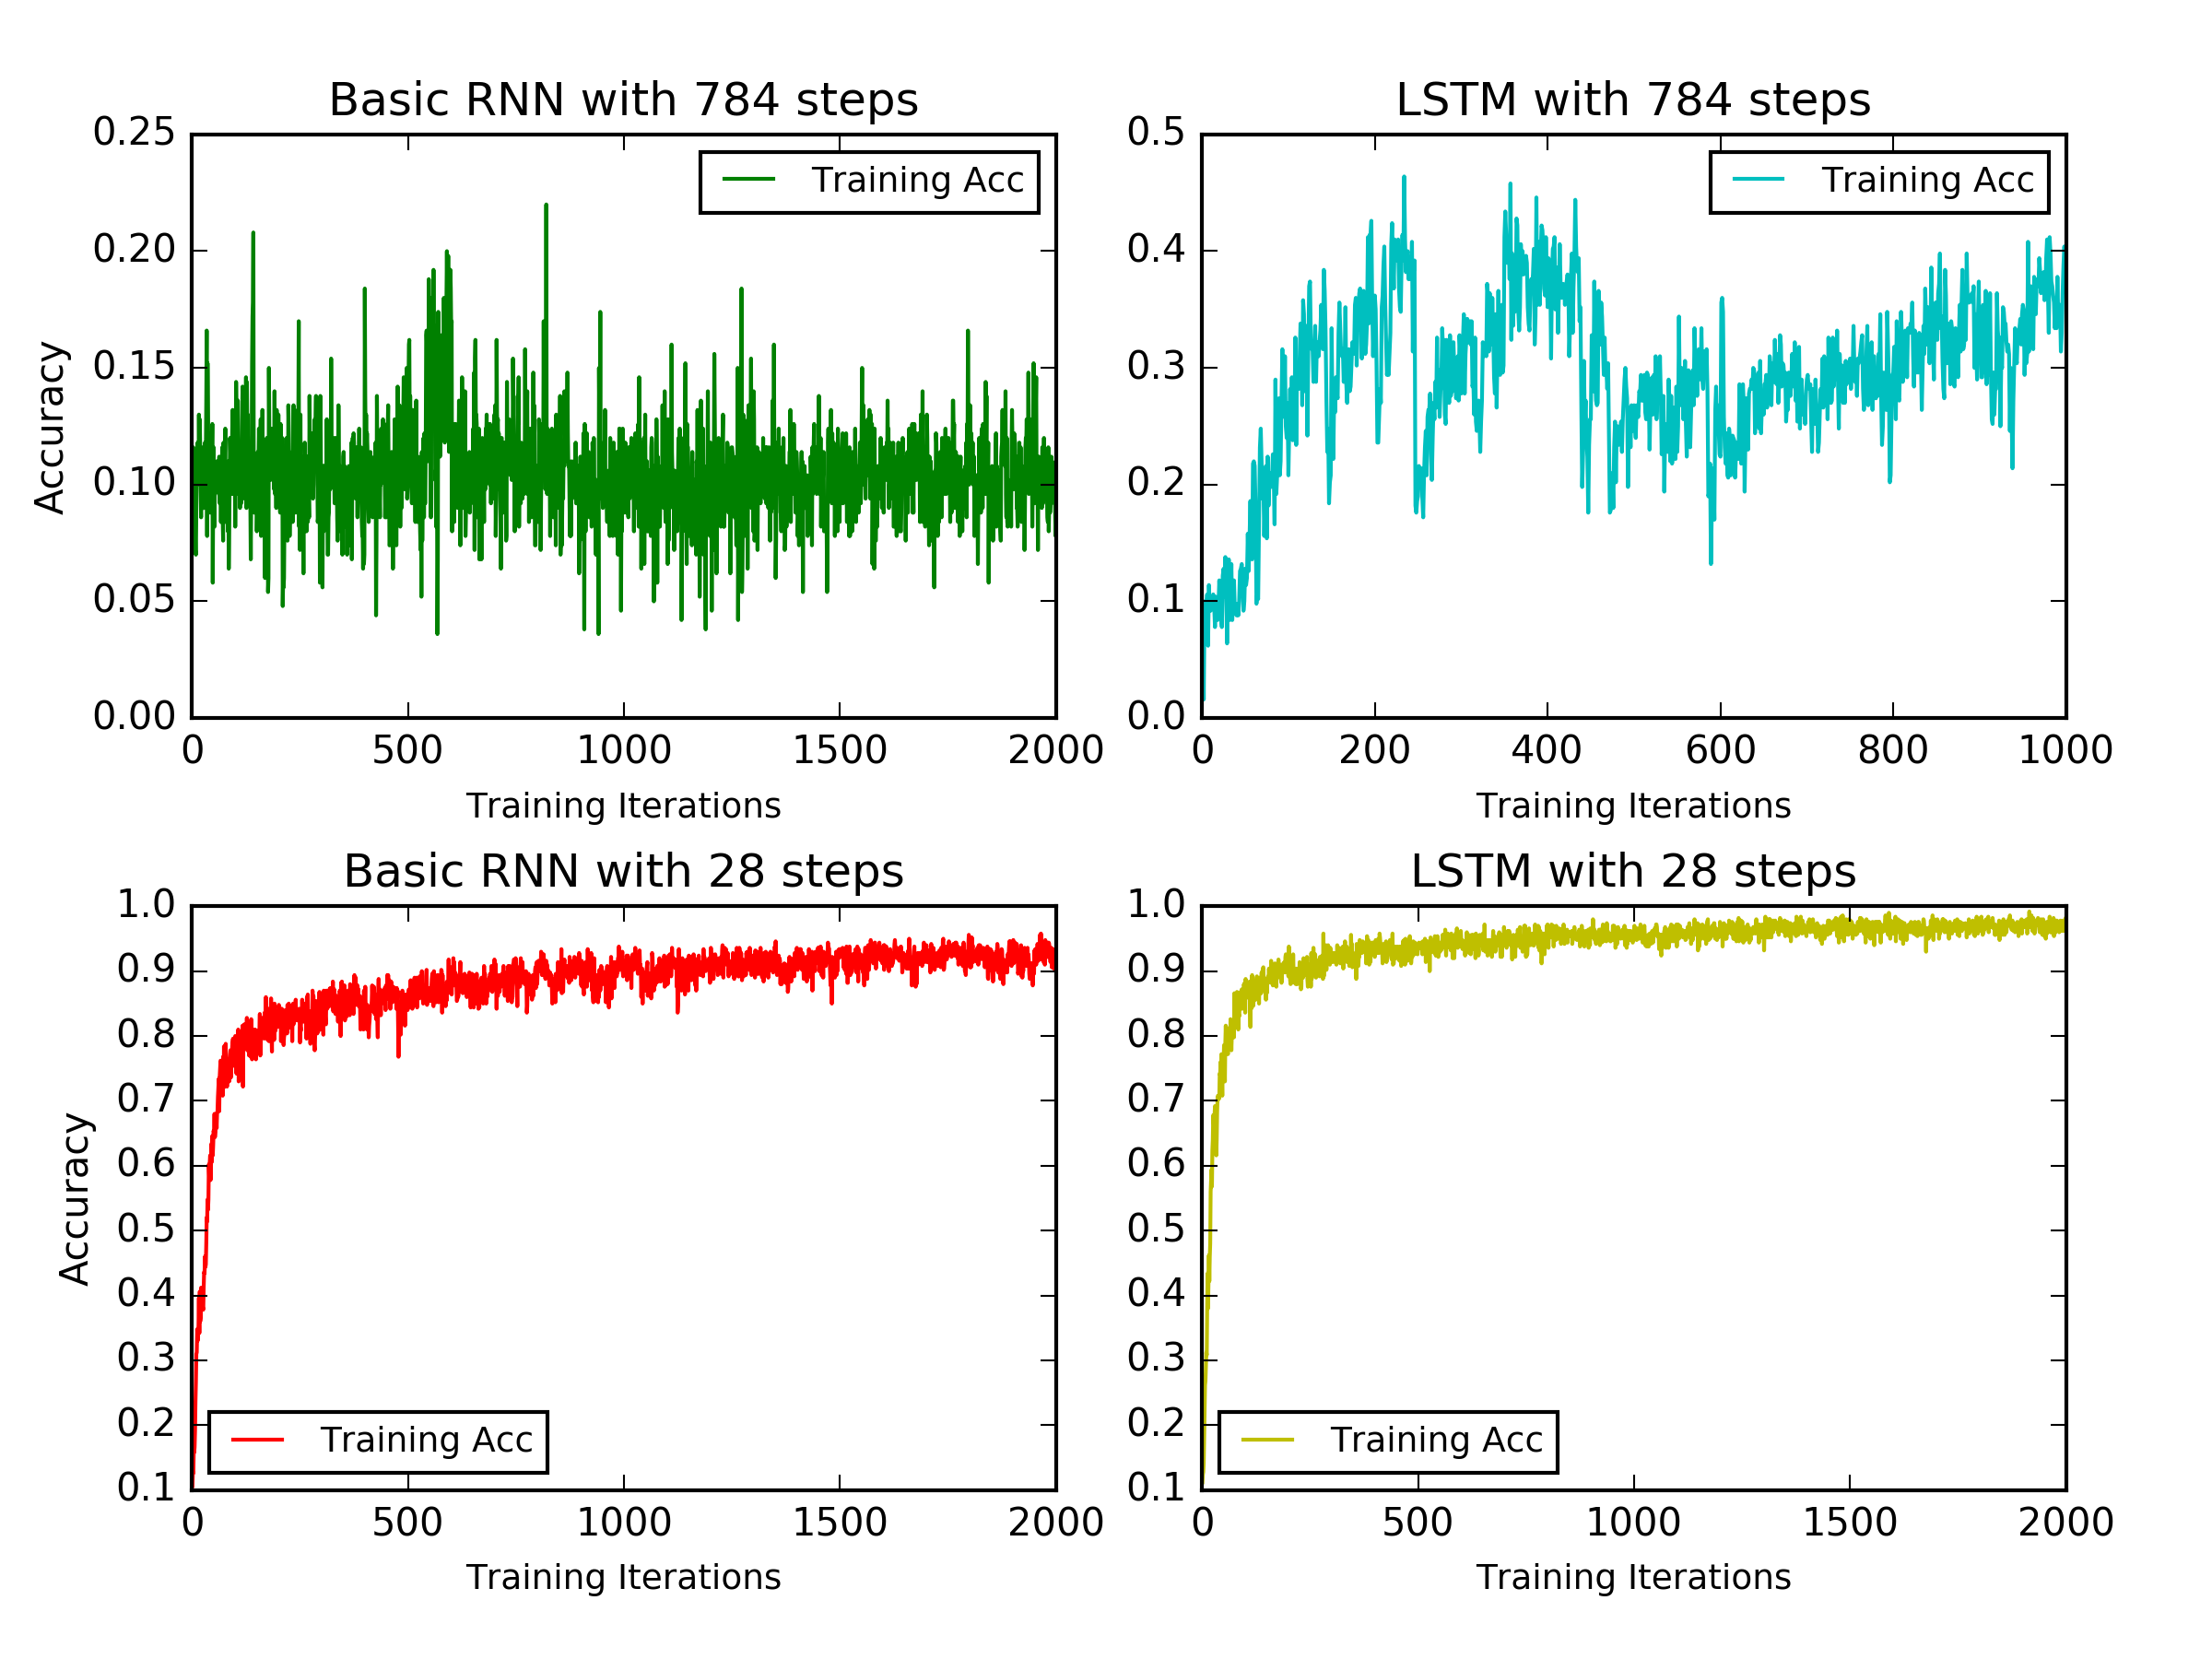 Basic RNN with 784 steps
0.25
0.20
0.15
0.10
0.05
0.00
Accuracy
Training Acc
0 500 1000 1500 2000
Training Iterations
LSTM with 784 steps
0.5
0.4
0.3
0.2
0.1
0.0
Training Acc
0 200 400 600 800 1000
Training Iterations
Basic RNN with 28 steps
1.0
0.9
0.8
0.7
0.6
0.5
0.4
0.3
0.2
0.1
Accuracy
Training Acc
0 500 1000 1500 2000
Training Iterations
LSTM with 28 steps
1.0
0.9
0.8
0.7
0.6
0.5
0.4
0.3
0.2
0.1
Training Acc
0 500 1000 1500 2000
Training Iterations